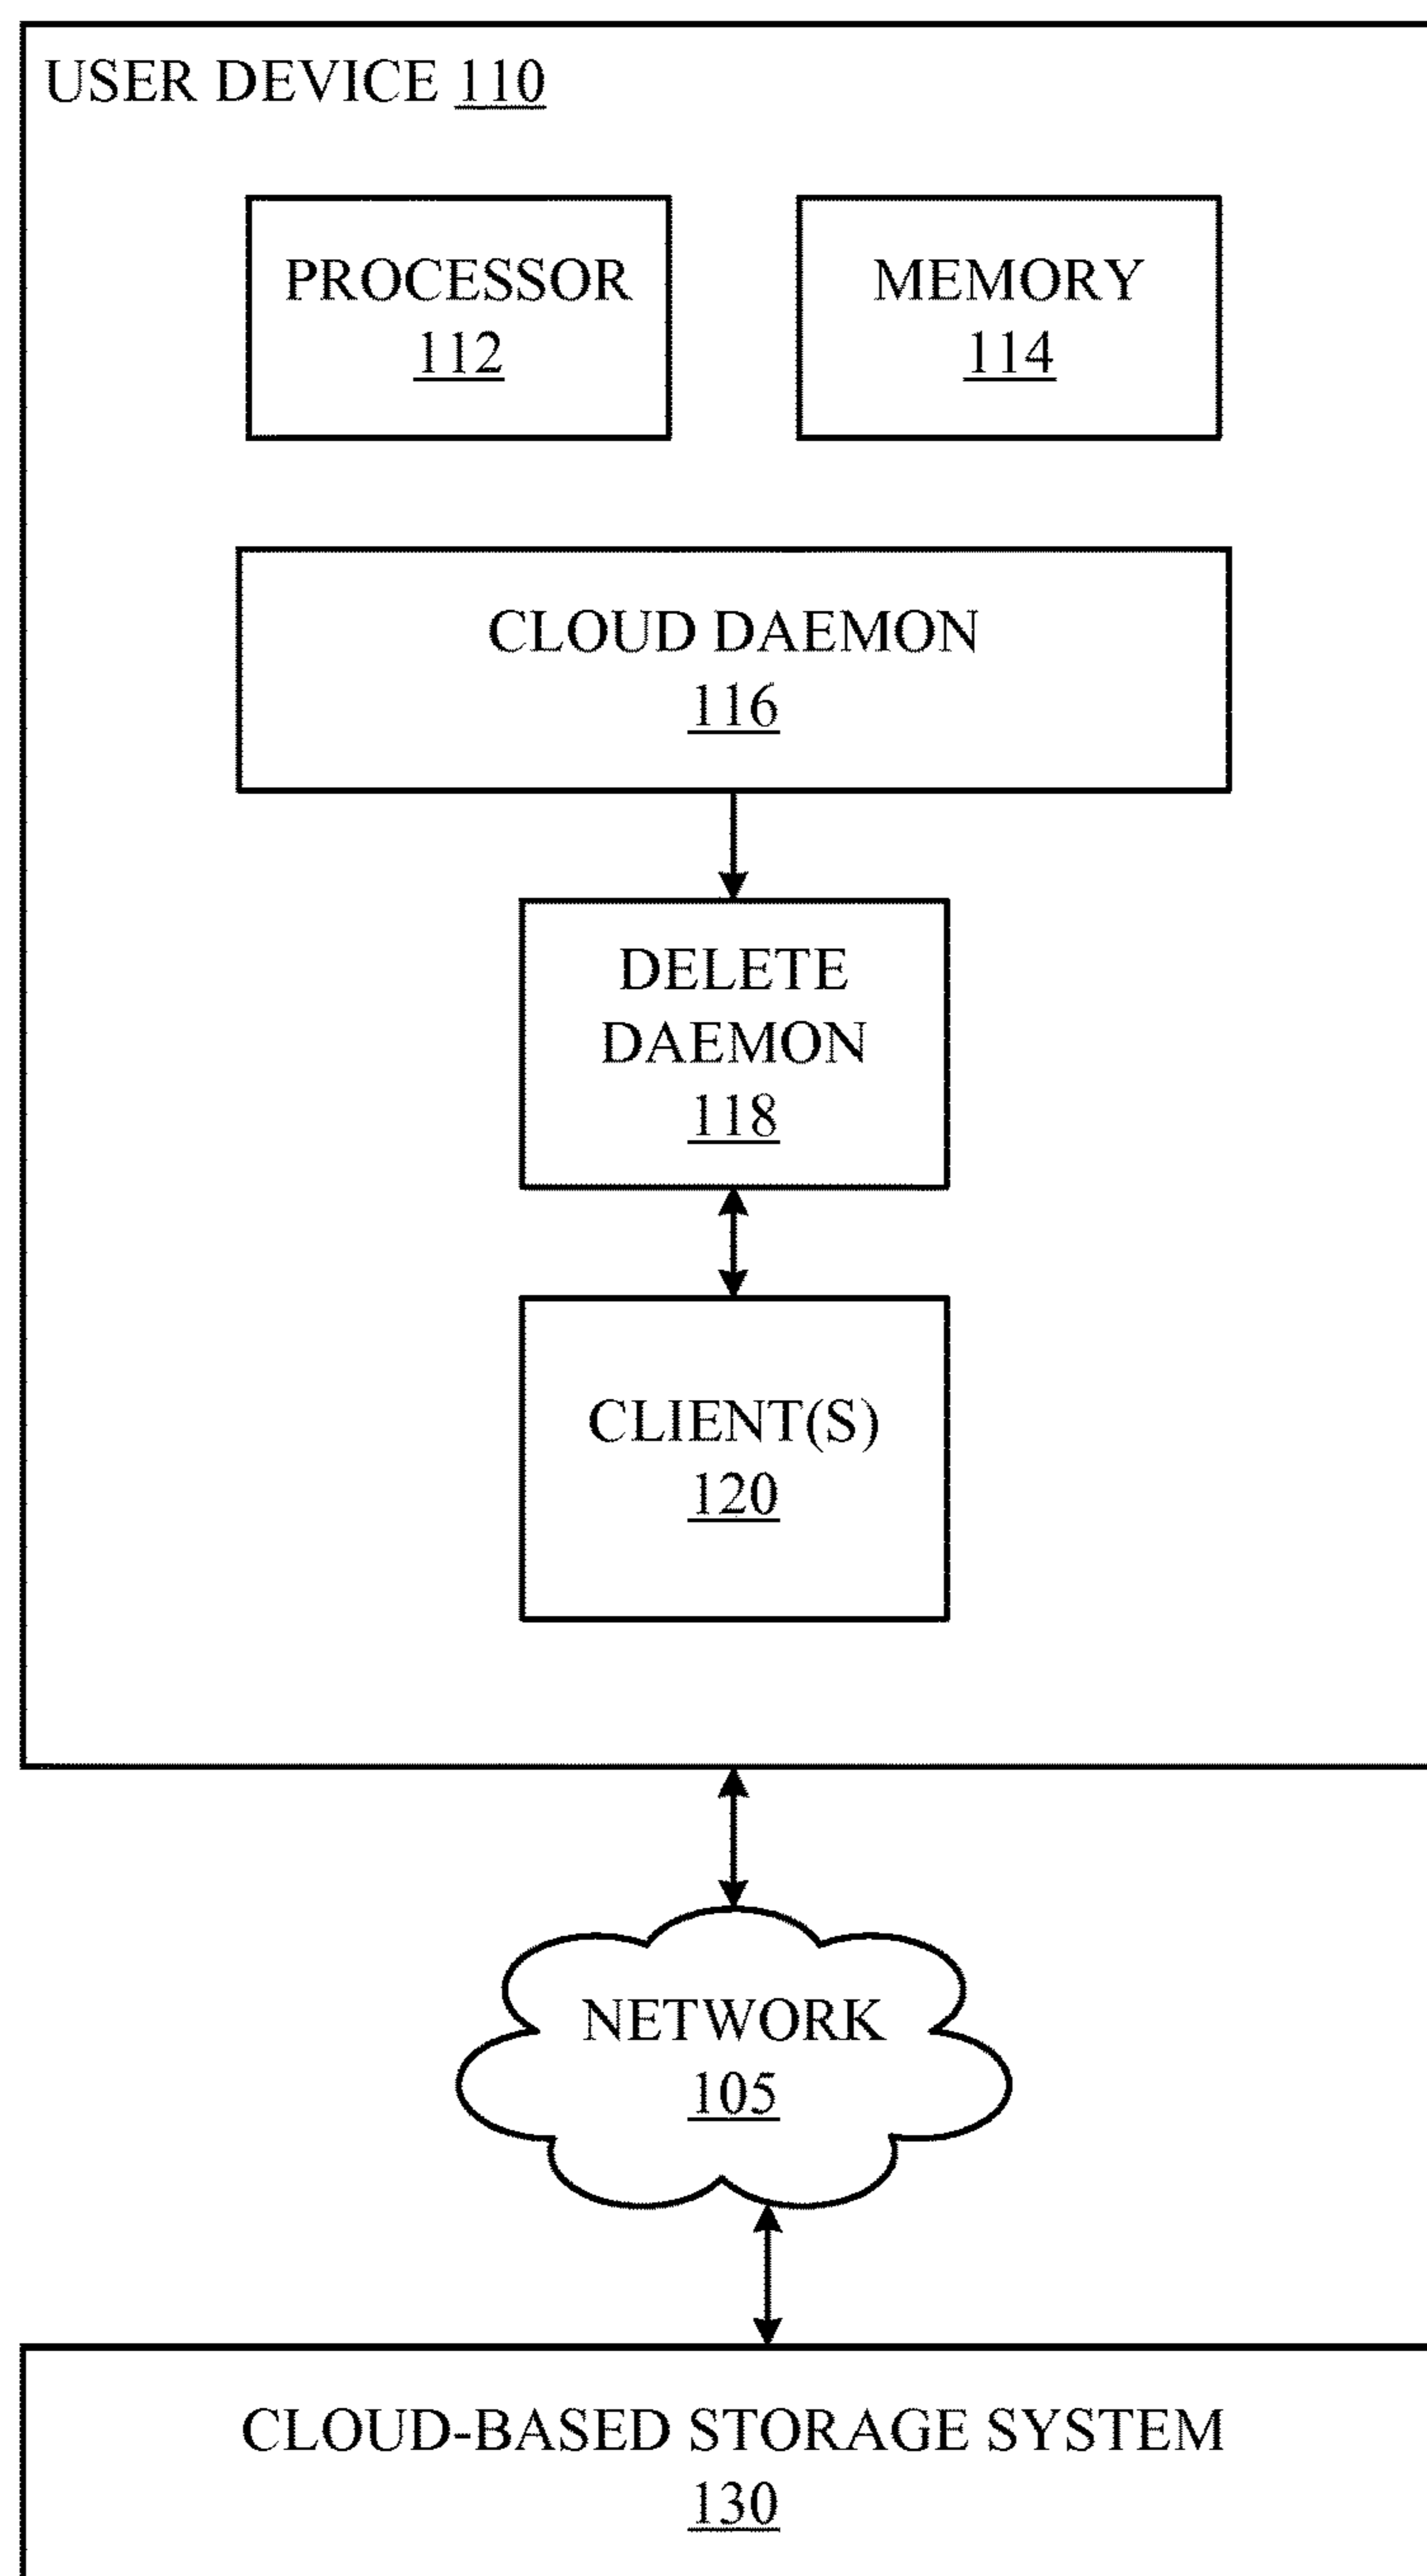 USER DEVICE 110
PROCESSOR
112
MEMORY
114
CLOUD DAEMON
116
DELETE
DAEMON
118
CLIENT(S)
120
NETWORK
105
CLOUD-BASED STORAGE SYSTEM
130